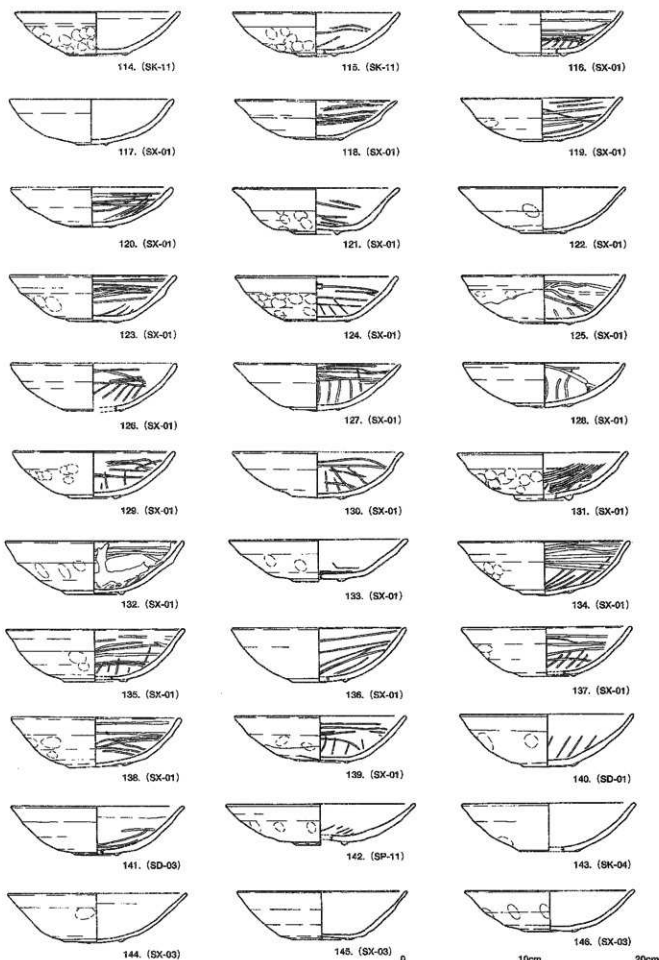 114. (SK-11)
115. (SK-11)
116. (SX-01)
117. (SX-01)
118. (SX-01)
119. (SX-01)
120. (SX-01)
121. (SX-01)
122. (SX-01)
123. (SX-01)
124. (SX-01)
125. (SX-01)
126. (SX-01)
127. (SX-01)
128. (SX-01)
129. (SX-01)
130. (SX-01)
131. (SX-01)
132. (SX-01)
133. (SX-01)
134. (SX-01)
135. (SX-01)
136. (SX-01)
137. (SX-01)
138. (SX-01)
139. (SX-01)
140. (SD-01)
141. (SD-03)
142. (SP-11)
143. (SK-04)
144. (SX-03)
145. (SX-03)
146. (SX-03)
0 10cm 20cm